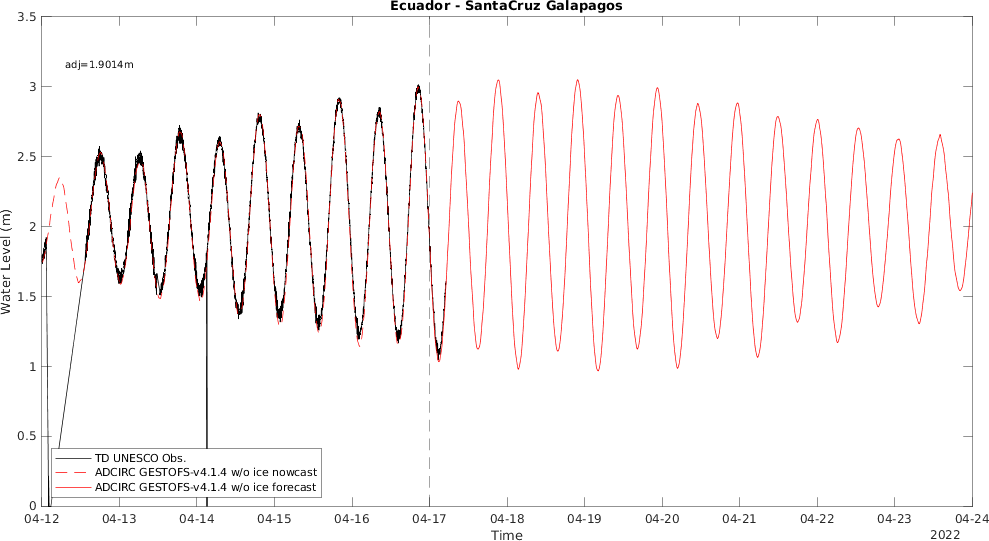 Ecuador - SantaCruz Galapagos
3.5
adj=1.9014m
3
2.5
2
Water Level (m)
1.5
1
0.5
TD UNESCO Obs.
ADCIRC GESTOFS-v4.1.4 w/o ice nowcast
ADCIRC GESTOFS-v4.1.4 w/o ice forecast
0
04-12 04-13 04-14 04-15 04-16 04-17 04-18 04-19 04-20 04-21 04-22 04-23 04-24
Time
2022